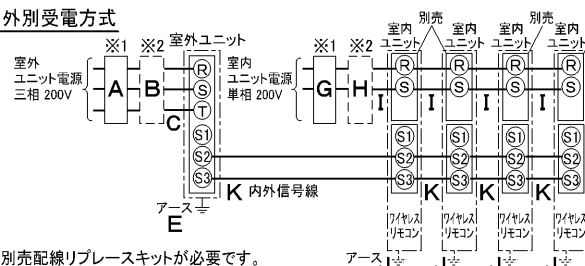 外別受電方式
別売 別売
※1 ※2 室外ユニット ※1 ※2 室内ユニット 室内ユニット 室内ユニット 室内ユニット
室外
ユニット電源
三相 200V
A B C
R
S
T
S1
S2
S3
室内
ユニット電源
単相 200V
G H
R R R R
S S S S
I I I I
S1 S1 S1 S1
S2 S2 S2 S2
S3 S3 S3 S3
K 内外信号線 K K K
アース
E
ワイヤレスリモコン ワイヤレスリモコン ワイヤレスリモコン ワイヤレスリモコン
別売配線リプレースキットが必要です。
アース